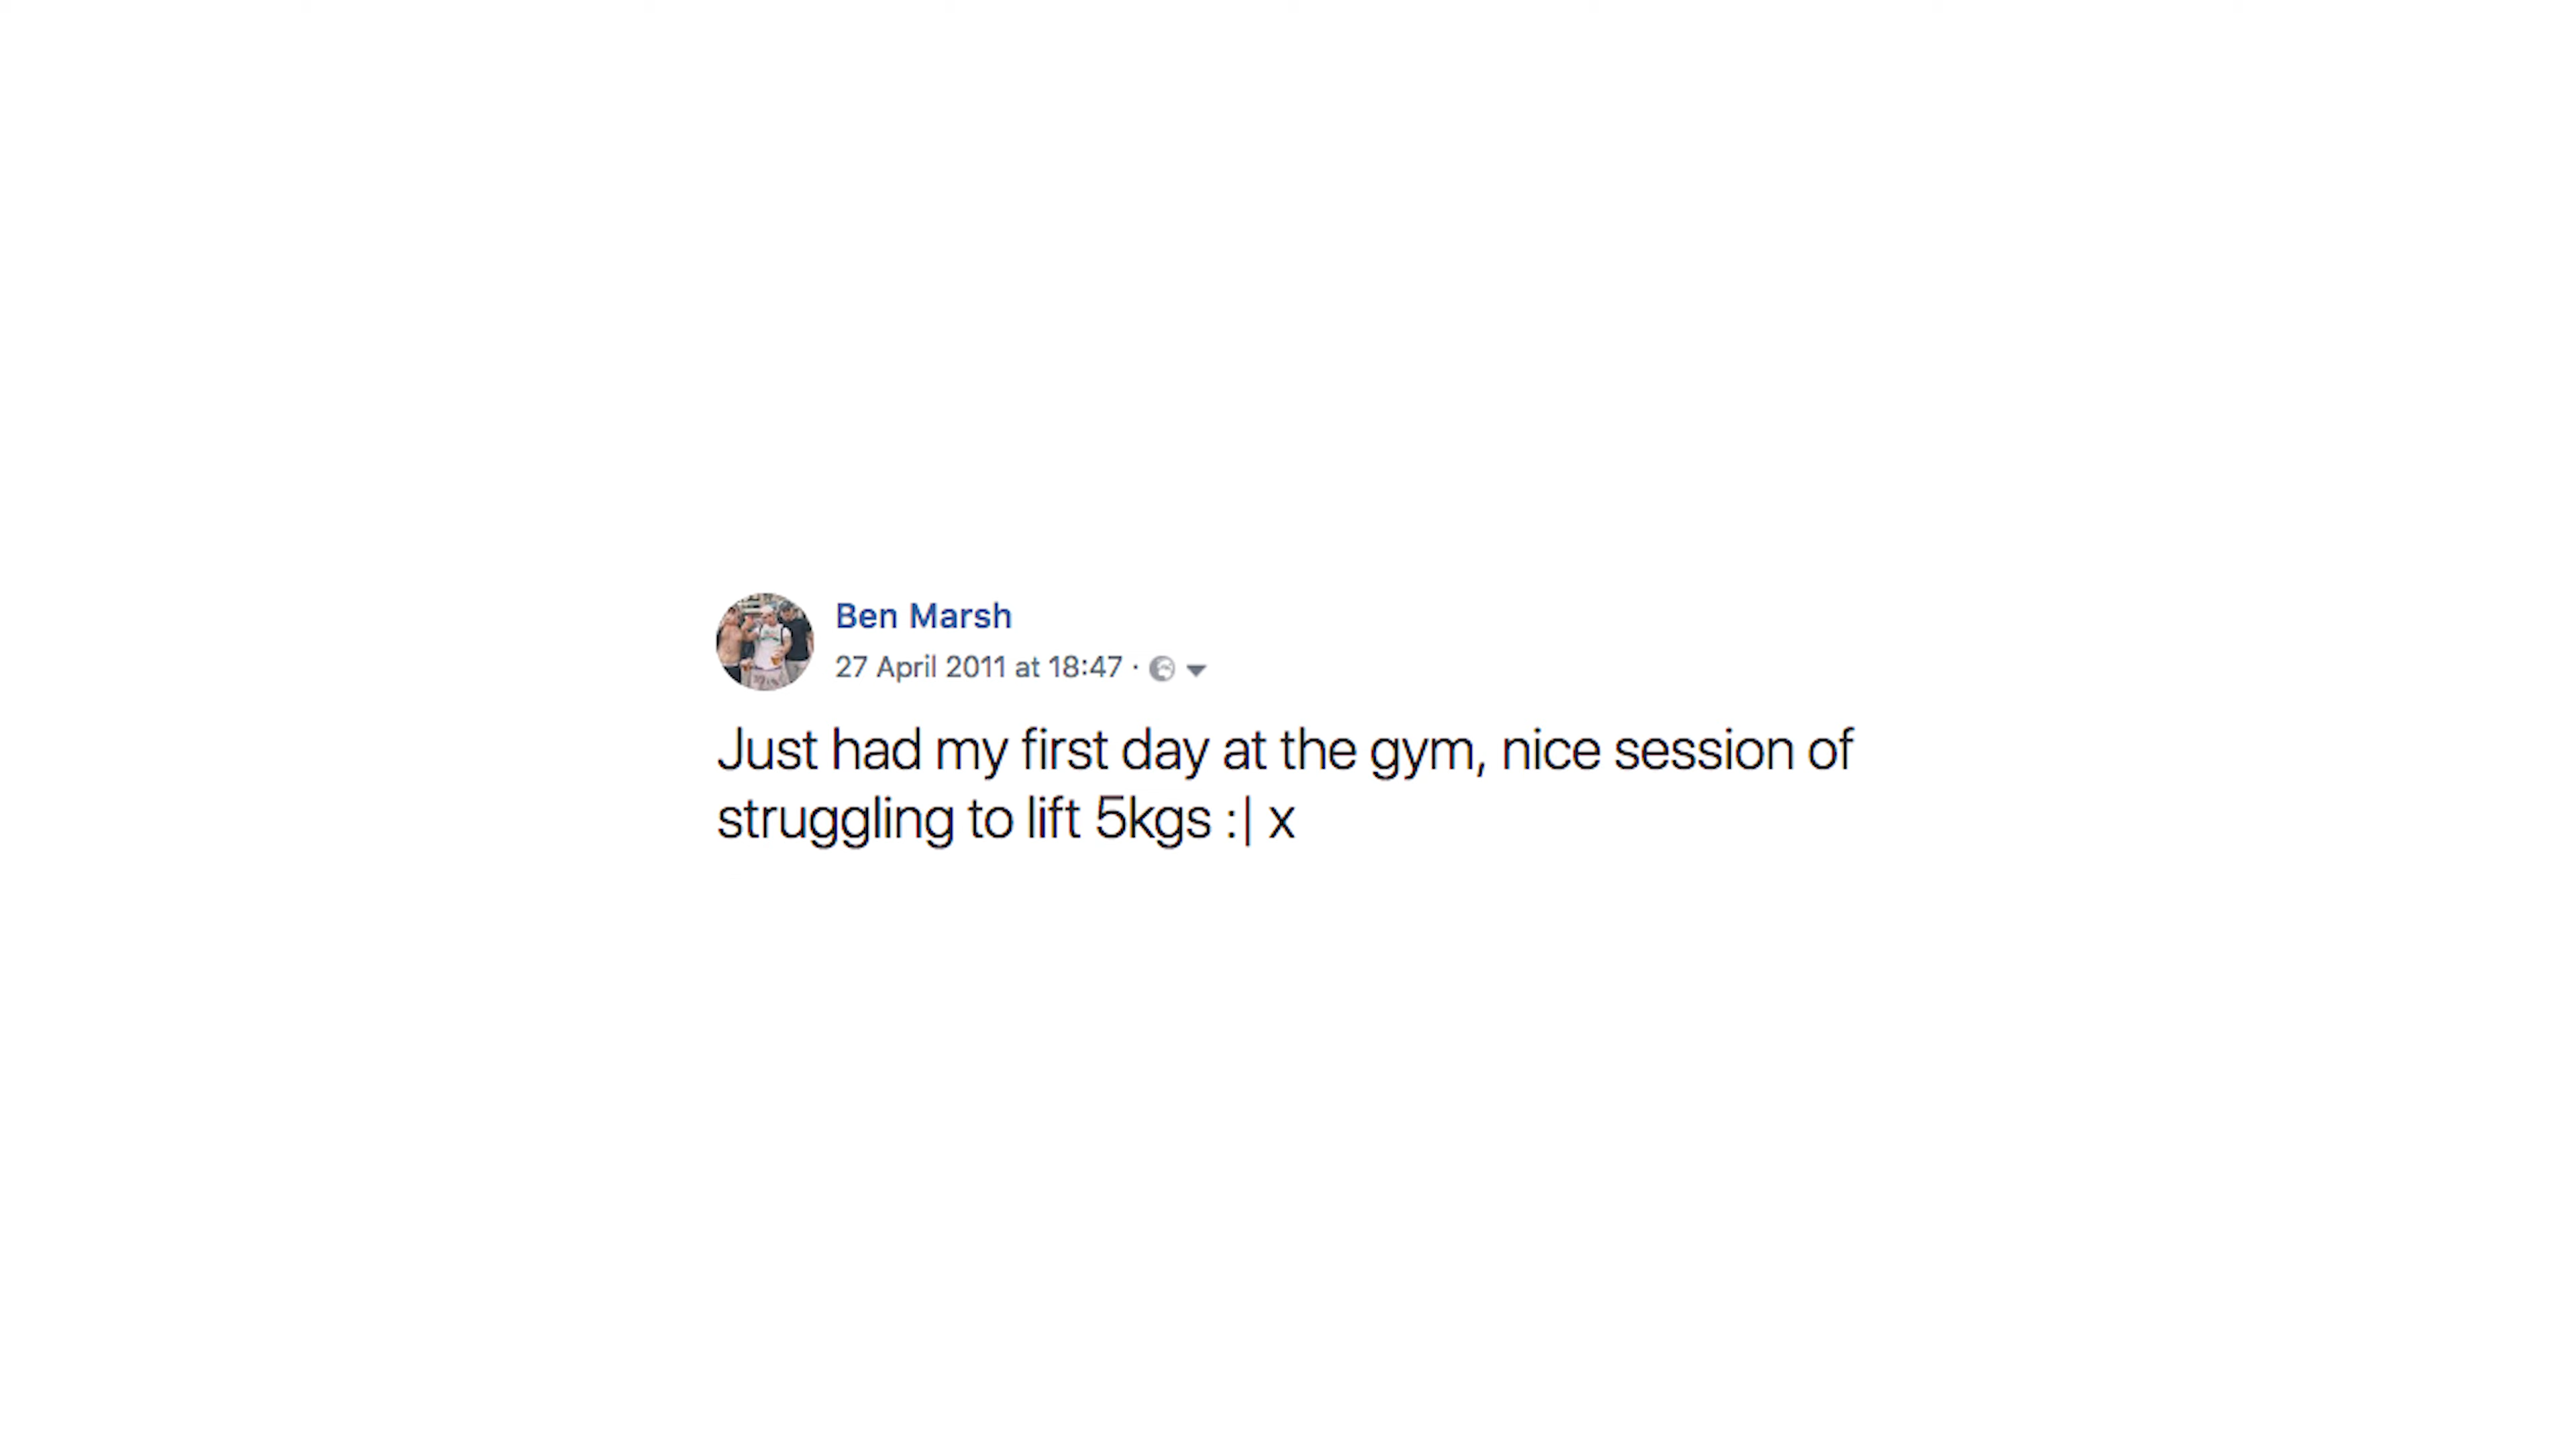 Ben Marsh
27 April 2011 at 18:47 ·
Just had my first day at the gym, nice session of
struggling to lift 5kgs :| x